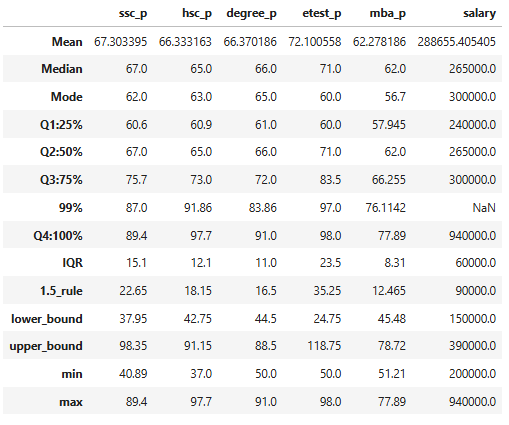 ssc_p hsc_p degree_p etest_p mba_p salary
Mean 67.303395 66.333163 66.370186 72.100558 62.278186 288655.405405
Median 67.0 65.0 66.0 71.0 62.0 265000.0
Mode 62.0 63.0 65.0 60.0 56.7 300000.0
Q1:25% 60.6 60.9 61.0 60.0 57.945 240000.0
Q2:50% 67.0 65.0 66.0 71.0 62.0 265000.0
Q3:75% 75.7 73.0 72.0 83.5 66.255 300000.0
99% 87.0 91.86 83.86 97.0 76.1142 NaN
Q4:100% 89.4 97.7 91.0 98.0 77.89 940000.0
IQR 15.1 12.1 11.0 23.5 8.31 60000.0
1.5_rule 22.65 18.15 16.5 35.25 12.465 90000.0
lower_bound 37.95 42.75 44.5 24.75 45.48 150000.0
upper_bound 98.35 91.15 88.5 118.75 78.72 390000.0
min 40.89 37.0 50.0 50.0 51.21 200000.0
max 89.4 97.7 91.0 98.0 77.89 940000.0